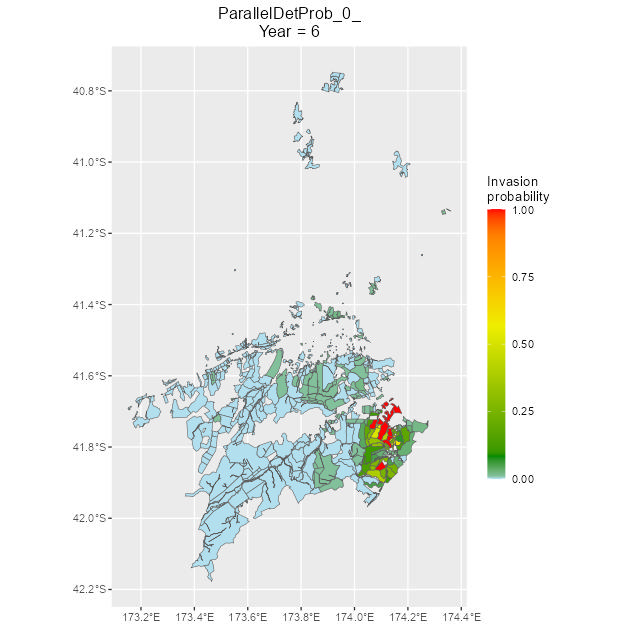 ParallelDetProb_0_
Year = 6
40.8°S
41.0°S
41.2°S
41.4°S
41.6°S
41.8°S
42.0°S
42.2°S
173.2°E 173.4°E 173.6°E 173.8°E 174.0°E 174.2°E 174.4°E
Invasion
probability
1.00
0.75
0.50
0.25
0.00